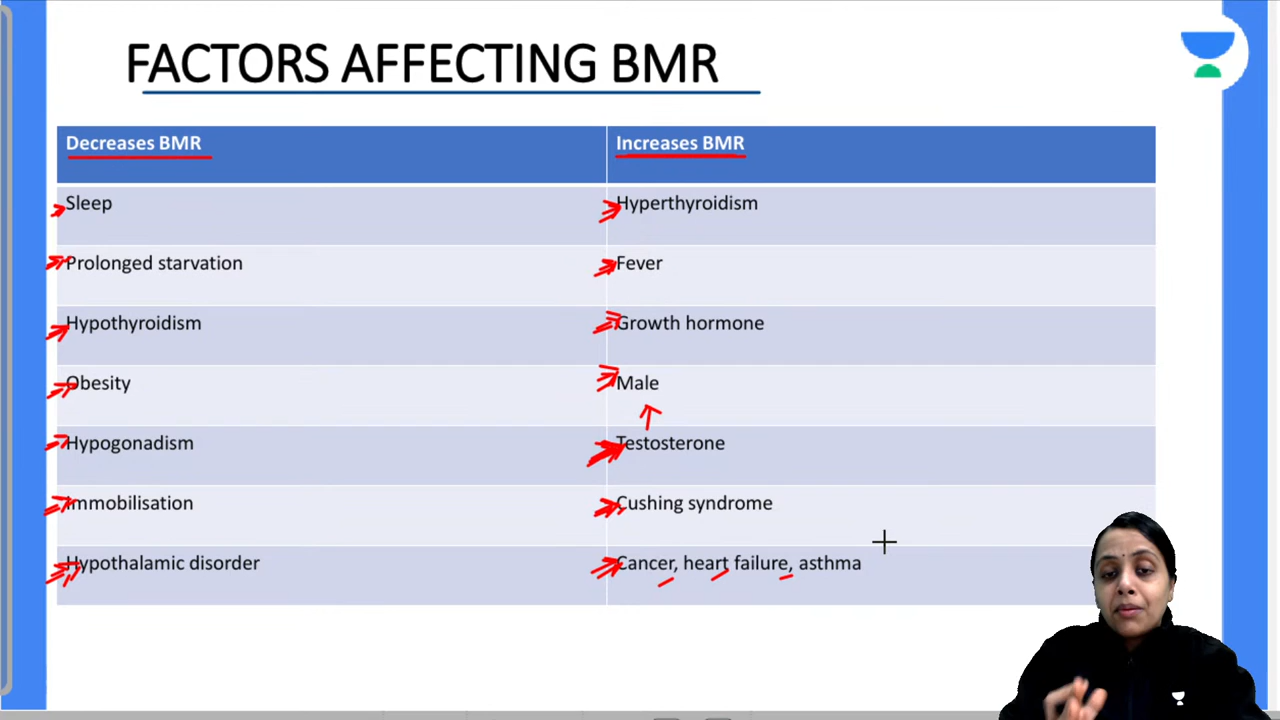 FACTORS AFFECTING BMR
Decreases BMR Increases BMR
Sleep Hyperthyroidism
Prolonged starvation Fever
Hypothyroidism Growth hormone
Obesity Male
Hypogonadism Testosterone
Immobilisation Cushing syndrome
Hypothalamic disorder Cancer, heart failure, asthma